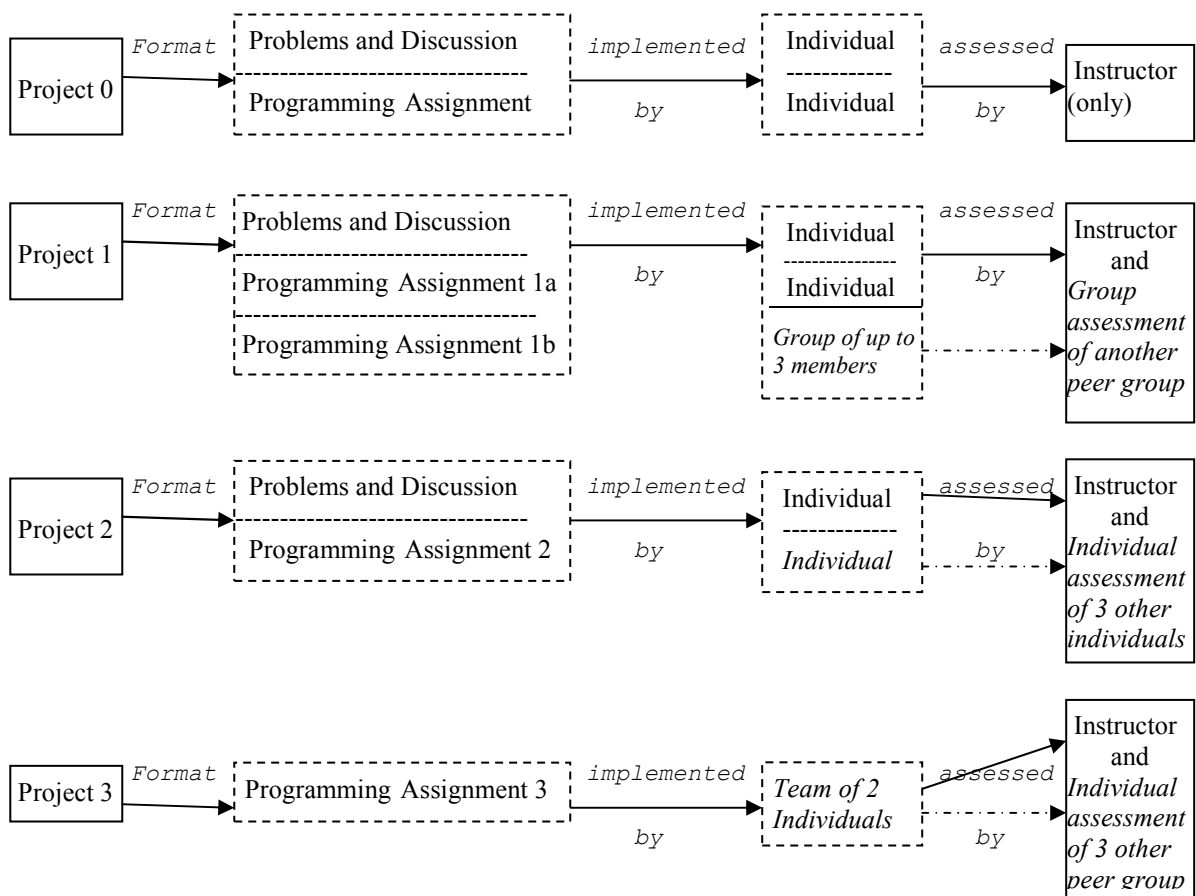 Project 0
Format
Problems and Discussion
Programming Assignment
implemented
by
Individual
Individual
assessed
by
Instructor
(only)
Project 1
Format
Problems and Discussion
Programming Assignment 1a
Programming Assignment 1b
implemented
by
Individual
Individual
Group of up to
3 members
assessed
by
Instructor
and
Group
assessment
of another
peer group
Project 2
Format
Problems and Discussion
Programming Assignment 2
implemented
by
Individual
Individual
assessed
by
Instructor
and
Individual
assessment
of 3 other
individuals
Project 3
Format
Programming Assignment 3
implemented
by
Team of 2
Individuals
assessed
by
Instructor
and
Individual
assessment
of 3 other
peer group